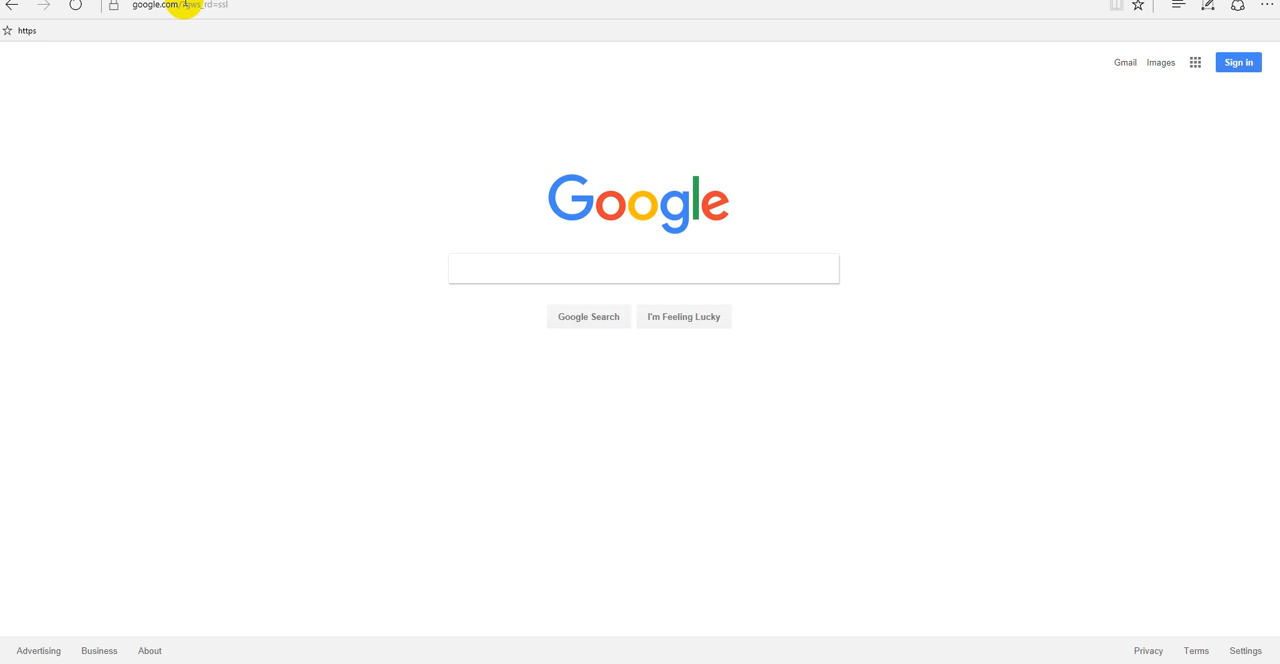 google.com/?gws_rd=ssl
https
Gmail Images Sign in
Google
Google Search I'm Feeling Lucky
Advertising Business About Privacy Terms Settings